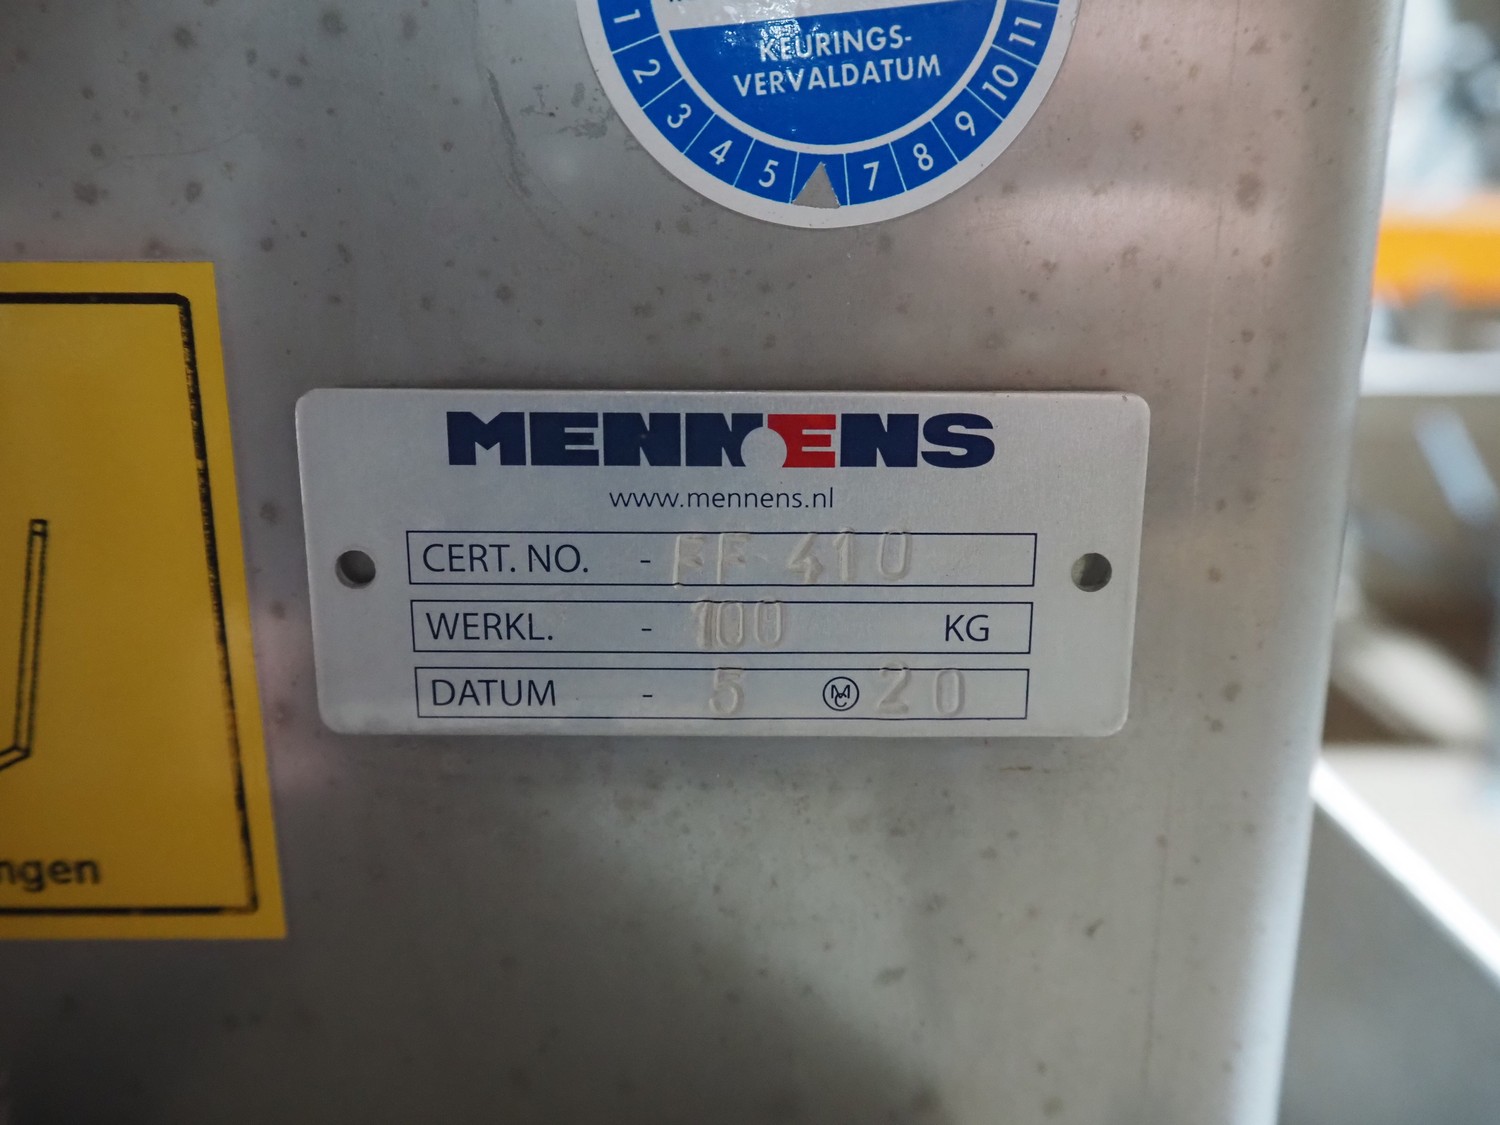 1 2 3 4 5 7 8 9 10 11
KEURINGS-
VERVALDATUM
MENNENS
www.mennens.nl
CERT. NO. - FF 410
WERKL. - 100 KG
DATUM - 5 MC 20
ngen